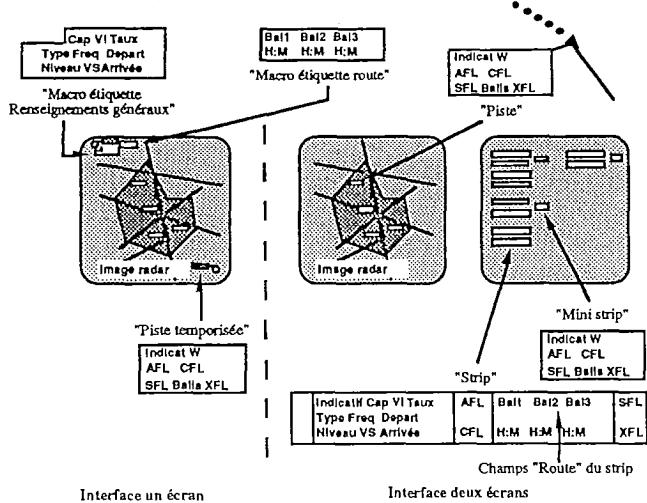 Cap VI Taux
Type Freq Depart
Niveau VS Arrivée
"Macro étiquette
Renseignements généraux"
Bal1 Bal2 Bal3
H:M H:M H:M
"Macro étiquette route"
Indicat W
AFL CFL
SFL Balis XFL
"Piste"
Image radar
Image radar
"Piste temporisée"
Indicat W
AFL CFL
SFL Balis XFL
"Mini strip"
Indicat W
AFL CFL
SFL Balis XFL
"Strip"
Indicatif Cap VI Taux AFL Bal1 Bal2 Bal3 SFL
Type Freq Depart
Niveau VS Arrivée CFL H:M H:M H:M XFL
Champs "Route" du strip
Interface un écran
Interface deux écrans